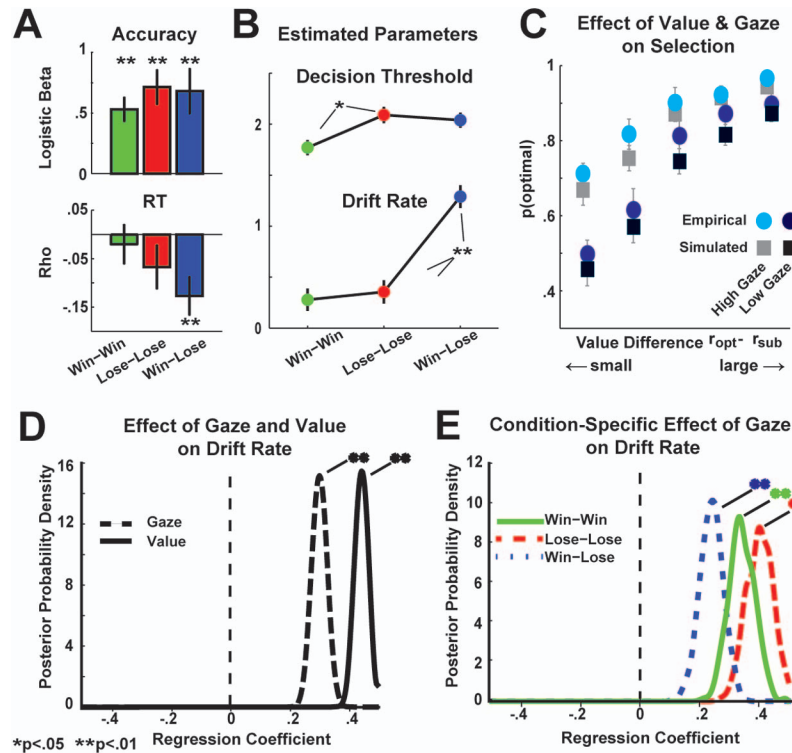 A
Accuracy
** ** **
1
.5
0
Logistic Beta
RT
.05
-.05
-.15
Rho
**
Win-Win
Lose-Lose
Win-Lose
B
Estimated Parameters
Decision Threshold
*
2
1
0
Drift Rate
**
Win-Win
Lose-Lose
Win-Lose
C
Effect of Value & Gaze
on Selection
1
.8
.6
.4
p(optimal)
Empirical
Simulated
High Gaze
Low Gaze
Value Difference ropt- rsub
← small
large →
D
Effect of Gaze and Value
on Drift Rate
** **
16
12
8
4
0
Posterior Probability Density
Gaze
Value
-.4 -.2 0 .2 .4
Regression Coefficient
*p<.05 **p<.01
E
Condition-Specific Effect of Gaze
on Drift Rate
**
**
12
10
8
6
4
2
0
Posterior Probability Density
Win-Win
Lose-Lose
Win-Lose
-.4 -.2 0 .2 .4
Regression Coefficient